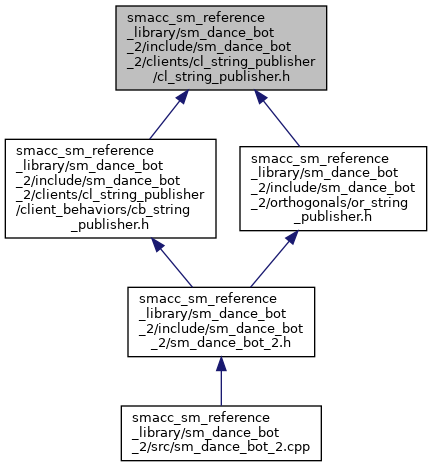 smacc_sm_reference
_library/sm_dance_bot
_2/include/sm_dance_bot
_2/clients/cl_string_publisher
/cl_string_publisher.h
smacc_sm_reference
_library/sm_dance_bot
_2/include/sm_dance_bot
_2/clients/cl_string_publisher
/client_behaviors/cb_string
_publisher.h
smacc_sm_reference
_library/sm_dance_bot
_2/include/sm_dance_bot
_2/orthogonals/or_string
_publisher.h
smacc_sm_reference
_library/sm_dance_bot
_2/include/sm_dance_bot
_2/sm_dance_bot_2.h
smacc_sm_reference
_library/sm_dance_bot
_2/src/sm_dance_bot_2.cpp